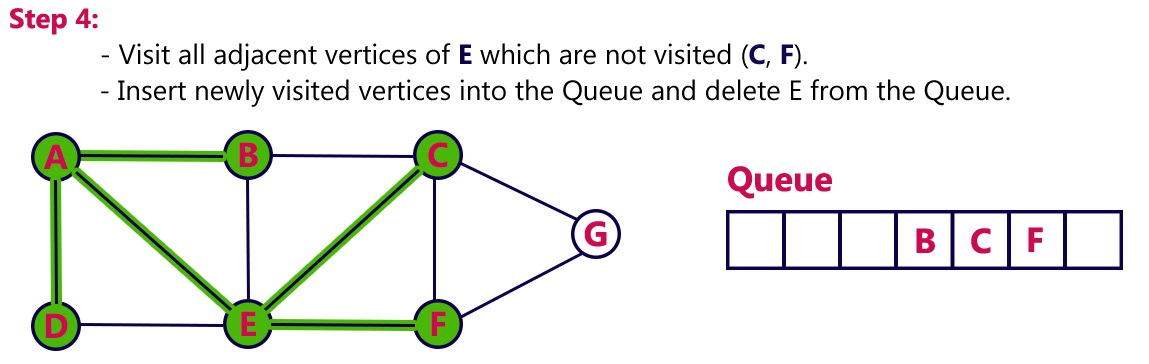 Step 4:
- Visit all adjacent vertices of E which are not visited (C, F).
- Insert newly visited vertices into the Queue and delete E from the Queue.
A B C
G
D E F
Queue
B C F